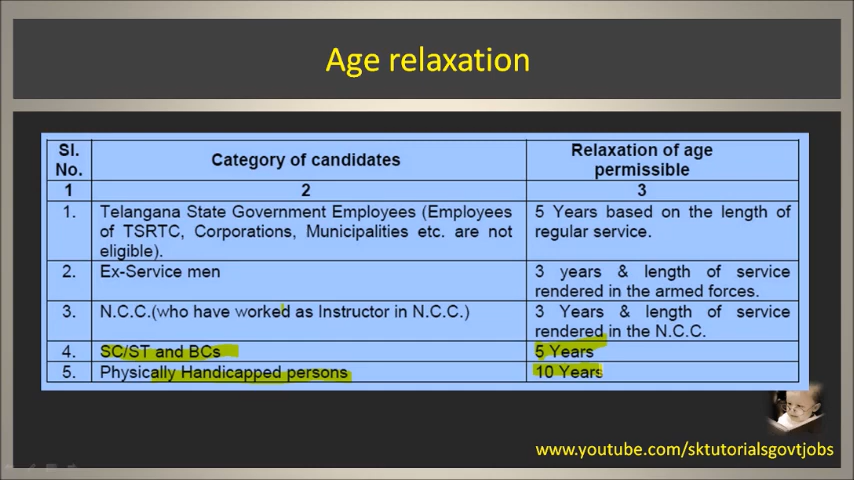 Age relaxation
Sl. No.
Category of candidates
Relaxation of age permissible
1
2
3
1.
Telangana State Government Employees (Employees
of TSRTC, Corporations, Municipalities etc. are not
eligible).
5 Years based on the length of
regular service.
2.
Ex-Service men
3 years & length of service
rendered in the armed forces.
3.
N.C.C.(who have worked as Instructor in N.C.C.)
3 Years & length of service
rendered in the N.C.C.
4.
SC/ST and BCs
5 Years
5.
Physically Handicapped persons
10 Years
www.youtube.com/sktutorialsgovtjobs